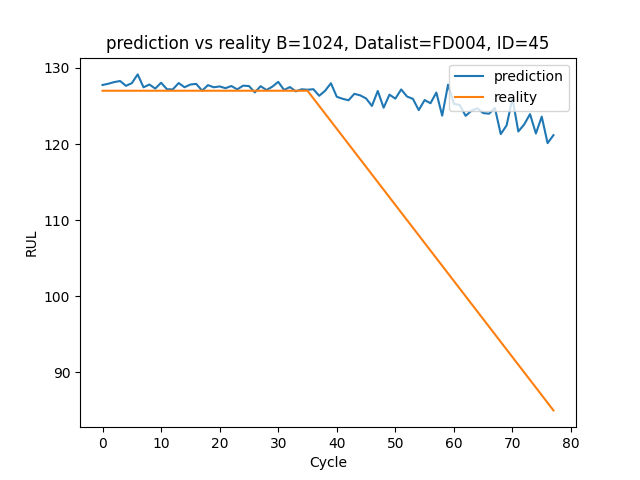 prediction vs reality B=1024, Datalist=FD004, ID=45
prediction
reality
130
120
110
100
90
RUL
0 10 20 30 40 50 60 70 80
Cycle